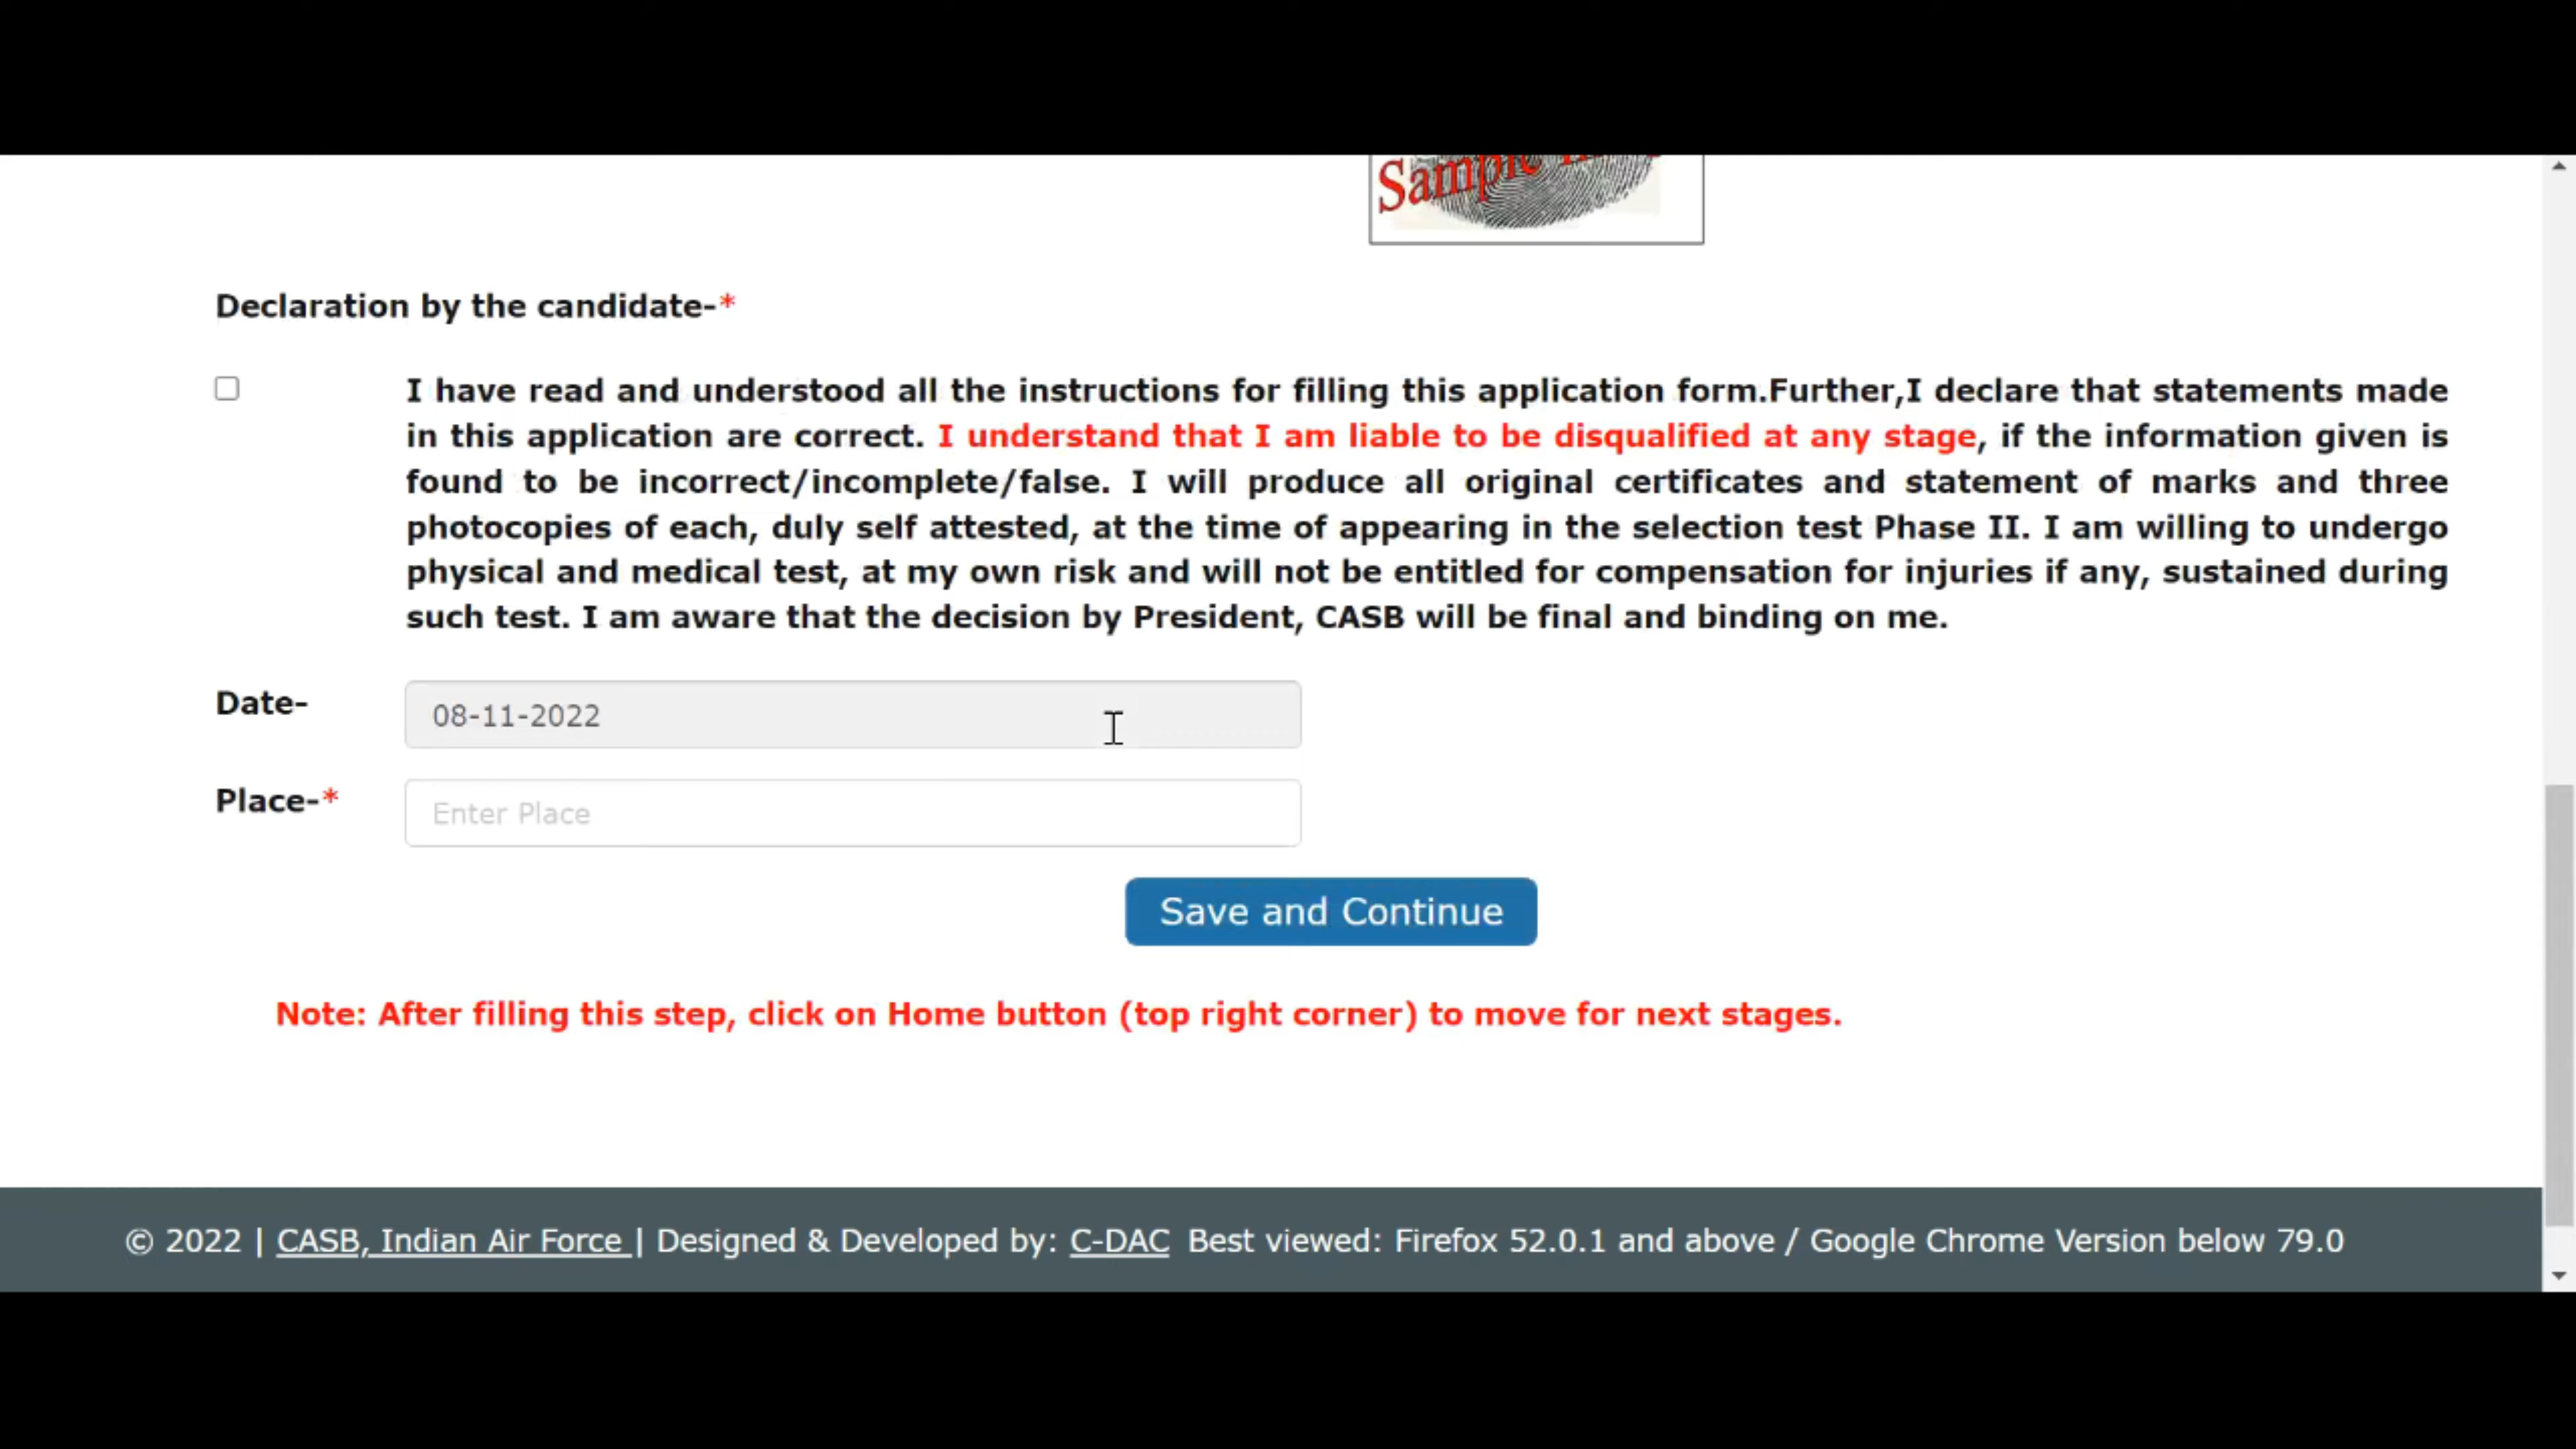 Sample
Declaration by the candidate-*
I have read and understood all the instructions for filling this application form.Further,I declare that statements made
in this application are correct. I understand that I am liable to be disqualified at any stage, if the information given is
found to be incorrect/incomplete/false. I will produce all original certificates and statement of marks and three
photocopies of each, duly self attested, at the time of appearing in the selection test Phase II. I am willing to undergo
physical and medical test, at my own risk and will not be entitled for compensation for injuries if any, sustained during
such test. I am aware that the decision by President, CASB will be final and binding on me.
Date- 08-11-2022
Place-* Enter Place
Save and Continue
Note: After filling this step, click on Home button (top right corner) to move for next stages.
© 2022 | CASB, Indian Air Force | Designed & Developed by: C-DAC Best viewed: Firefox 52.0.1 and above / Google Chrome Version below 79.0